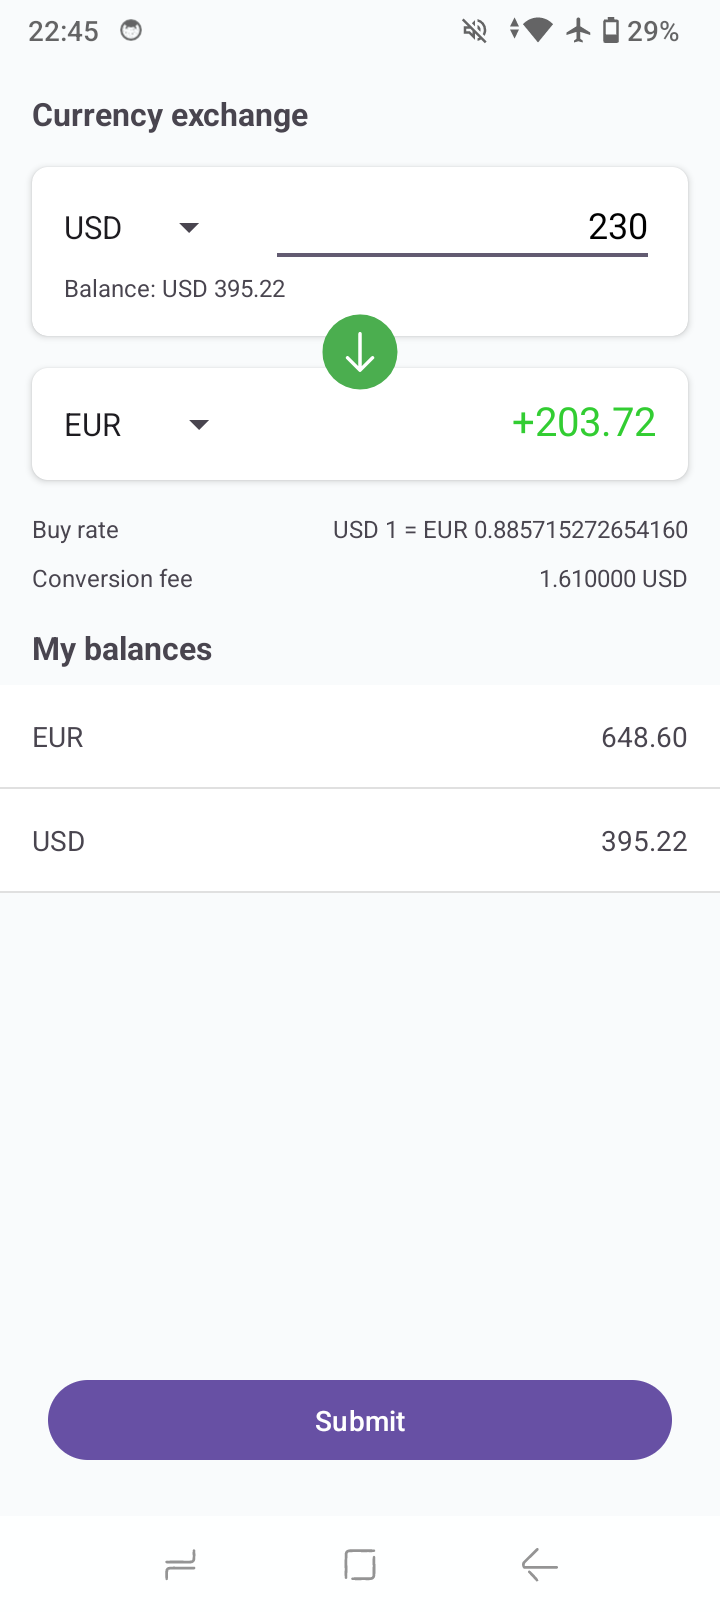 22:45 29%
Currency exchange
USD 230
Balance: USD 395.22
EUR +203.72
Buy rate USD 1 = EUR 0.885715272654160
Conversion fee 1.610000 USD
My balances
EUR 648.60
USD 395.22
Submit